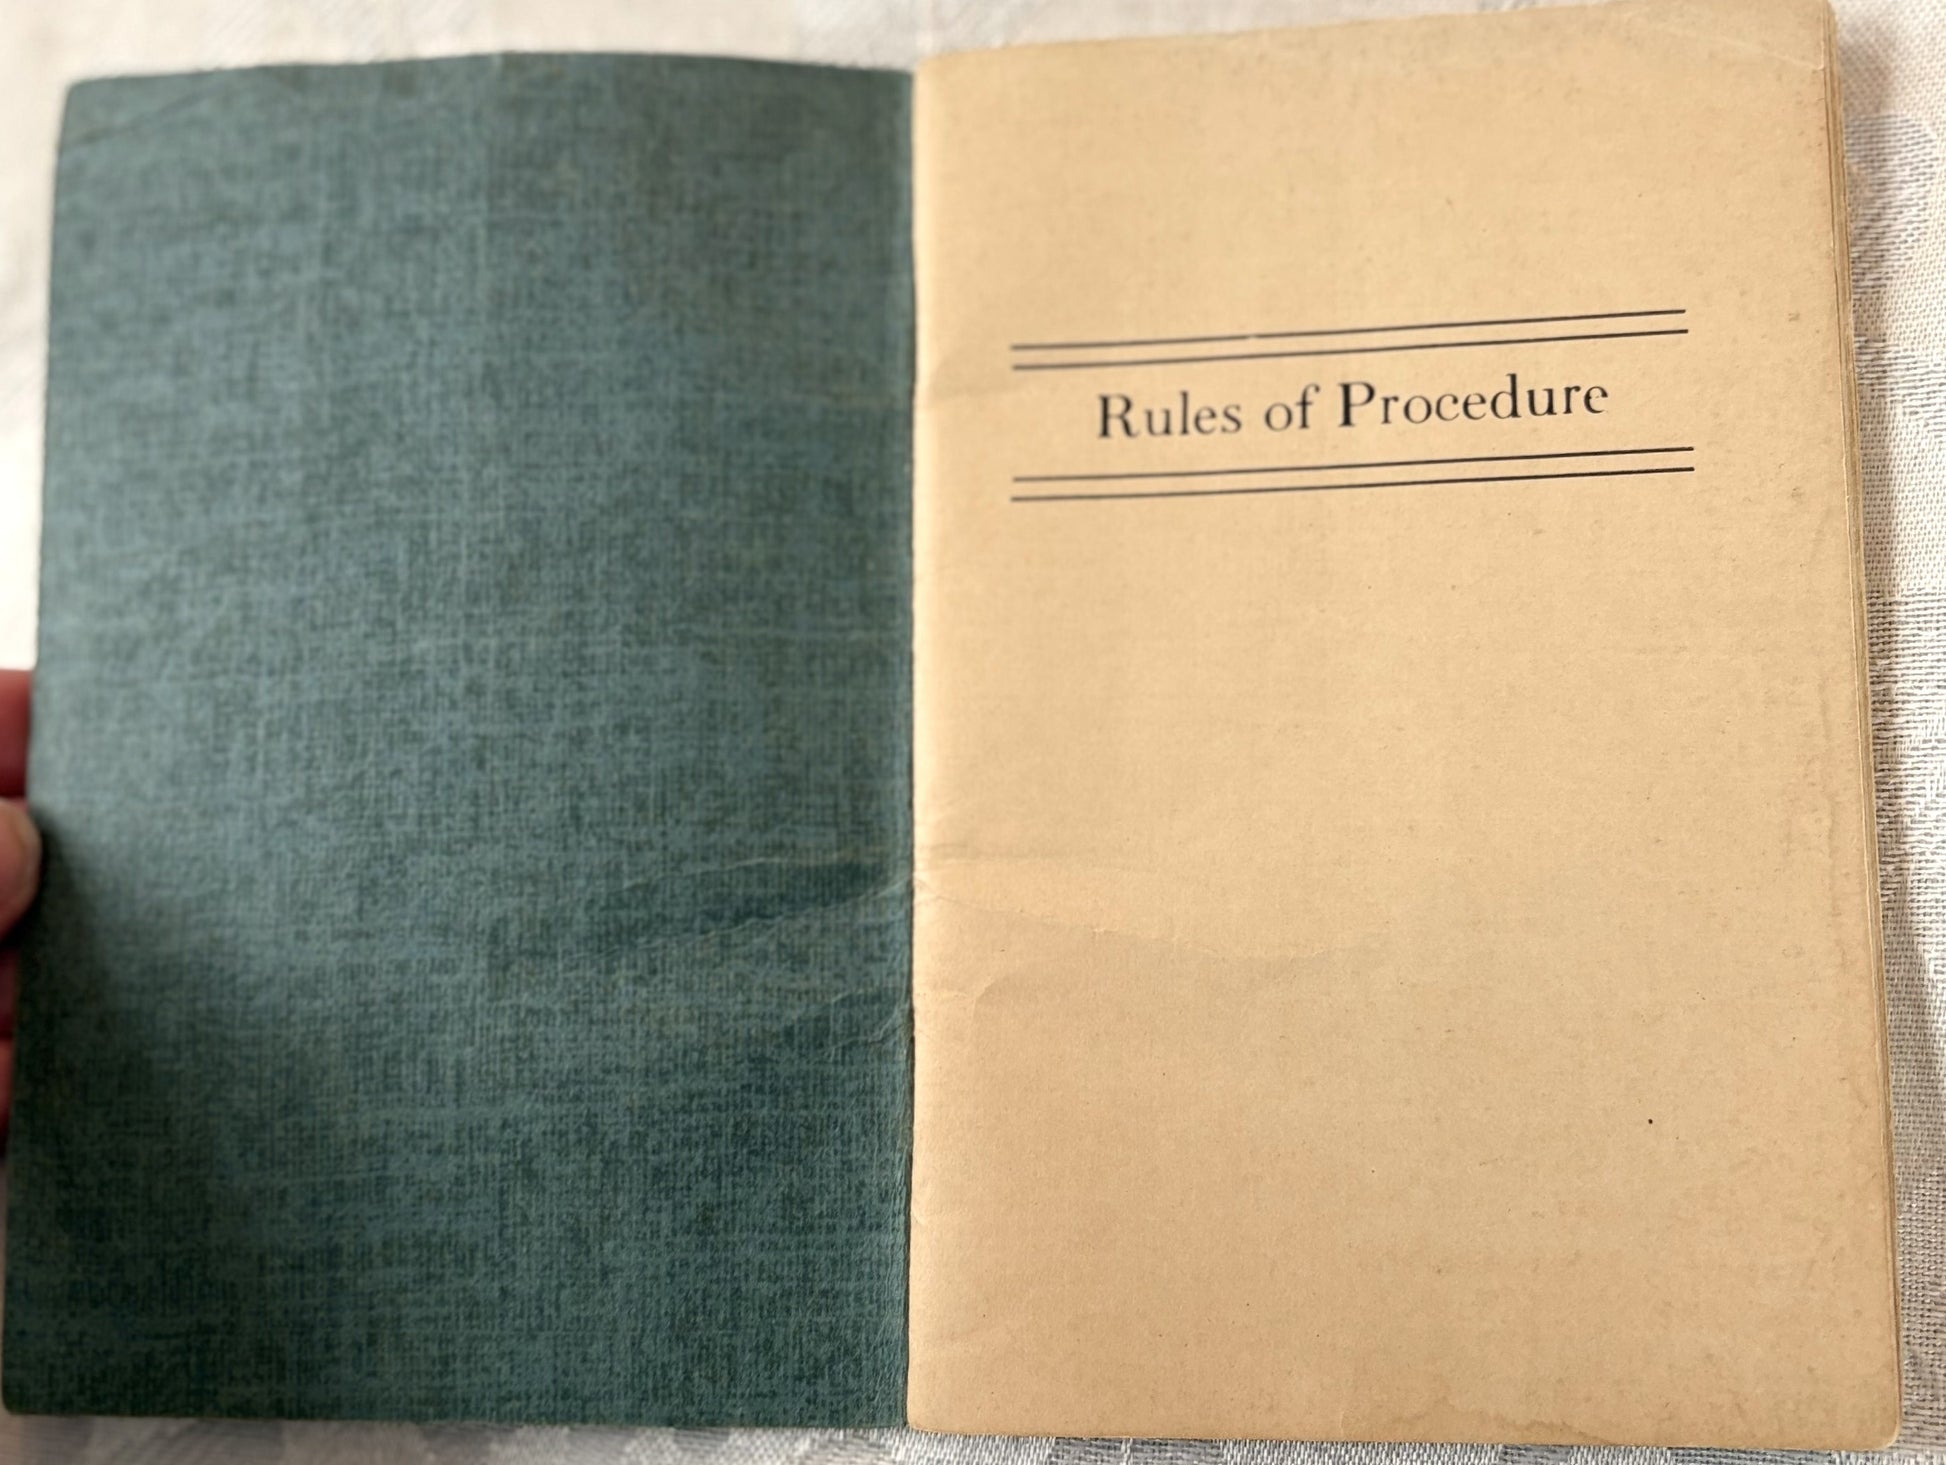 Rules of Procedure